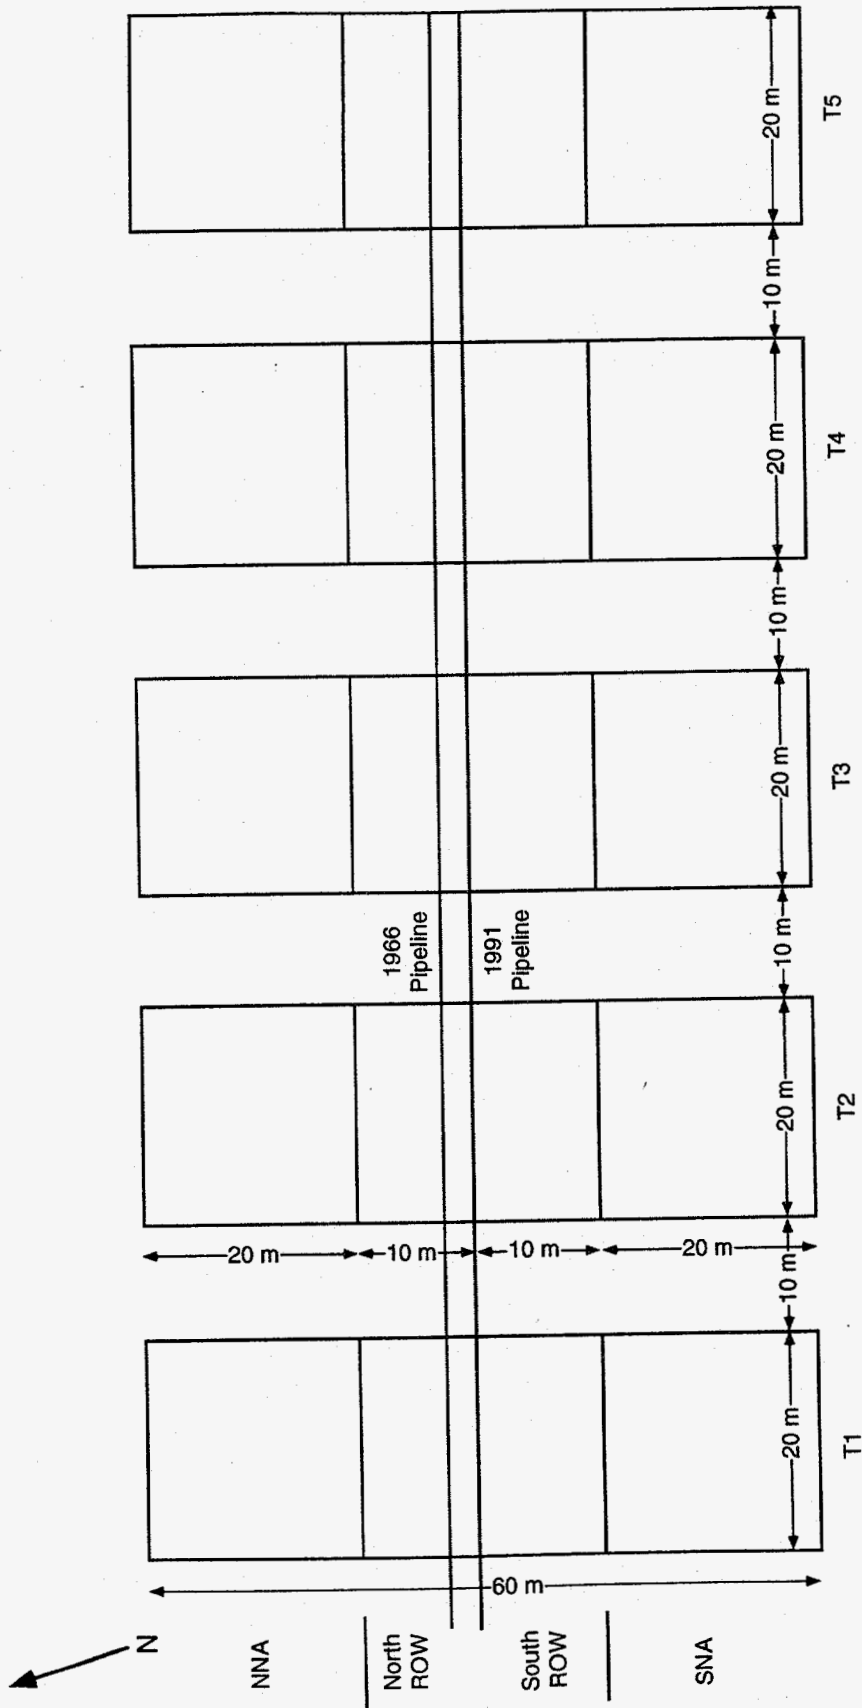 N
NNA
20 m
North
ROW
10 m
1966
Pipeline
60 m
1991
Pipeline
South
ROW
10 m
SNA
20 m
20 m 10 m 20 m 10 m 20 m 10 m 20 m 10 m 20 m
T1 T2 T3 T4 T5